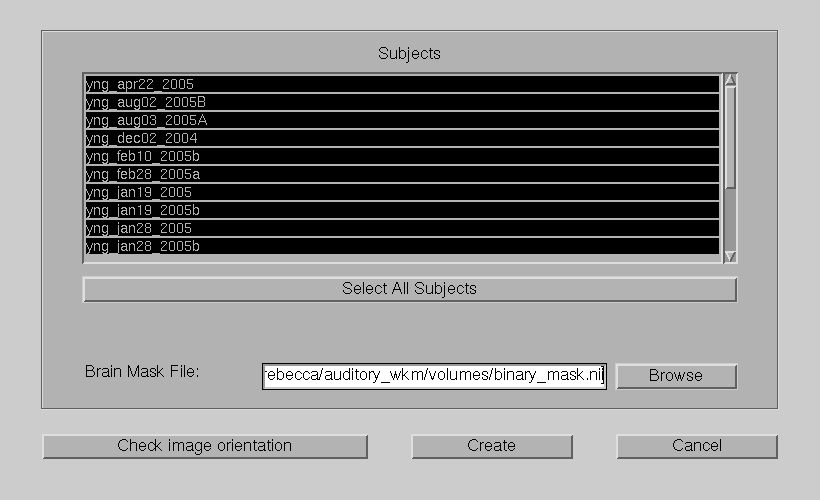 Subjects
yng_apr22_2005
yng_aug02_2005B
yng_aug03_2005A
yng_dec02_2004
yng_feb10_2005b
yng_feb28_2005a
yng_jan19_2005
yng_jan19_2005b
yng_jan28_2005
yng_jan28_2005b
Select All Subjects
Brain Mask File: rebecca/auditory_wkm/volumes/binary_mask.nii Browse
Check image orientation Create Cancel